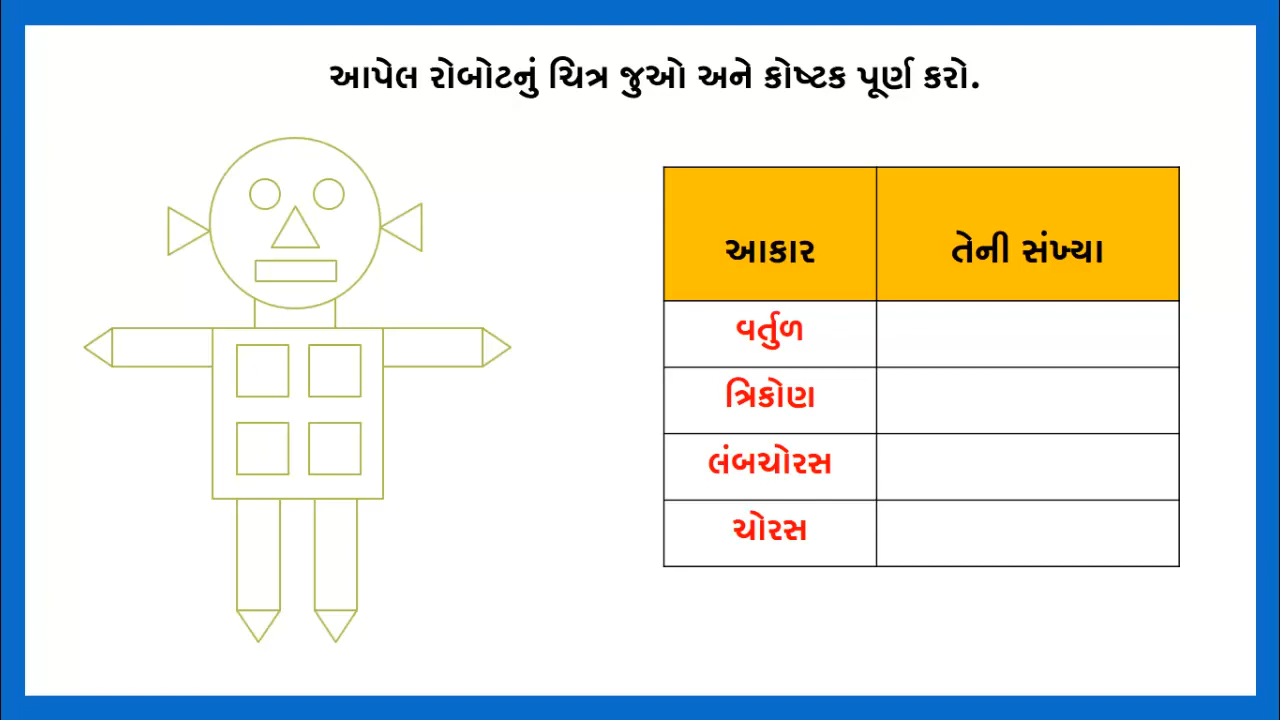 આપેલ રોબોટનું ચિત્ર જુઓ અને કોષ્ટક પૂર્ણ કરો.
આકાર તેની સંખ્યા
વર્તુળ
ત્રિકોણ
લંબચોરસ
ચોરસ